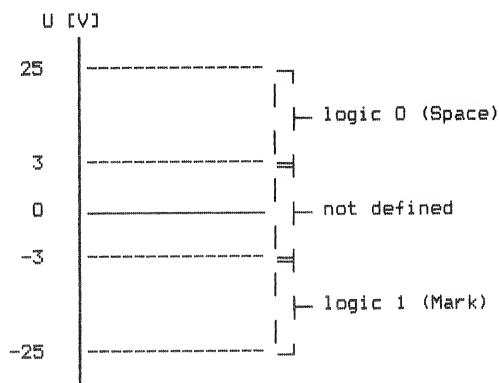 U [V]
25
logic 0 (Space)
3
0
not defined
-3
logic 1 (Mark)
-25